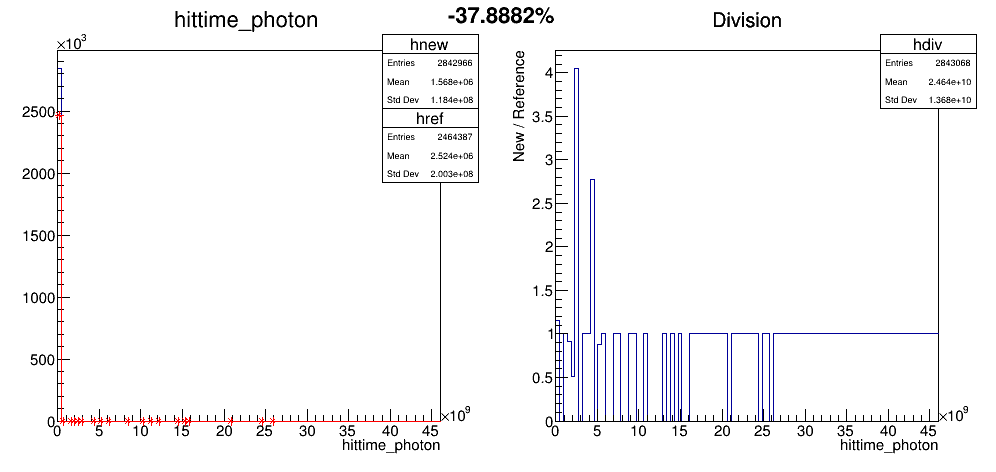 -37.8882%
hittime_photon
×10³
hnew
Entries 2842966
Mean 1.568e+06
Std Dev 1.184e+08
href
Entries 2464387
Mean 2.524e+06
Std Dev 2.003e+08
2500
2000
1500
1000
500
0
0 5 10 15 20 25 30 35 40 45
×10⁹
hittime_photon
Division
hdiv
Entries 2843068
Mean 2.464e+10
Std Dev 1.368e+10
New / Reference
4
3.5
3
2.5
2
1.5
1
0.5
0
0 5 10 15 20 25 30 35 40 45
×10⁹
hittime_photon